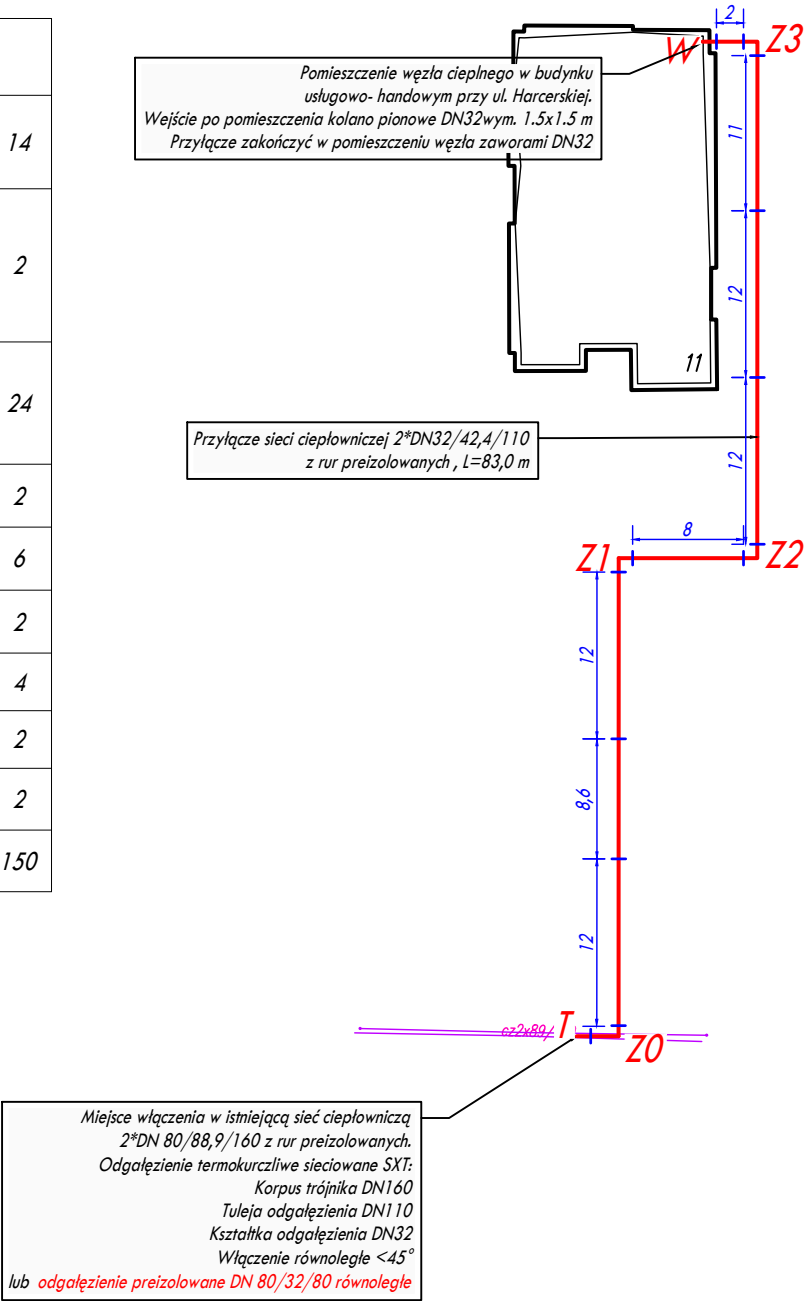 14
2
24
2
6
2
4
2
2
150
2
W
Z3
Pomieszczenie węzła cieplnego w budynku
usługowo- handowym przy ul. Harcerskiej.
Wejście po pomieszczenia kolano pionowe DN32wym. 1.5x1.5 m
Przyłącze zakończyć w pomieszczeniu węzła zaworami DN32
11
12
11
Przyłącze sieci ciepłowniczej 2*DN32/42,4/110
z rur preizolowanych , L=83,0 m
12
8
Z1
Z2
12
8,6
12
cz2x89/
T
Z0
Miejsce włączenia w istniejącą sieć ciepłowniczą
2*DN 80/88,9/160 z rur preizolowanych.
Odgałęzienie termokurczliwe sieciowane SXT:
Korpus trójnika DN160
Tuleja odgałęzienia DN110
Kształtka odgałęzienia DN32
Włączenie równoległe <45°
lub odgałęzienie preizolowane DN 80/32/80 równoległe